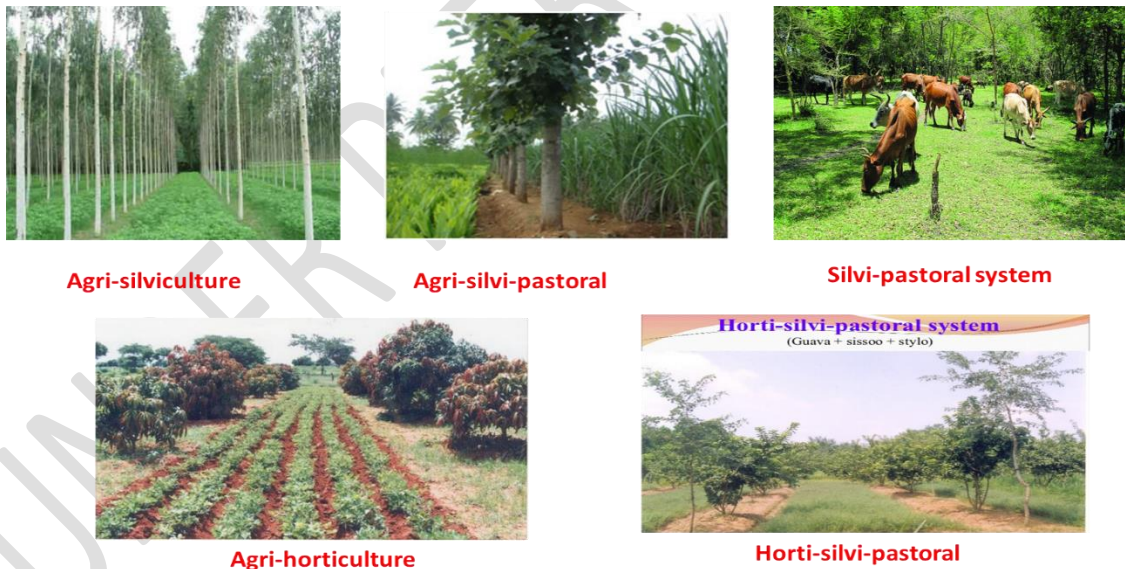 Agri-silviculture
Agri-silvi-pastoral
Silvi-pastoral system
Horti-silvi-pastoral system
(Guava + sissoo + stylo)
Agri-horticulture
Horti-silvi-pastoral